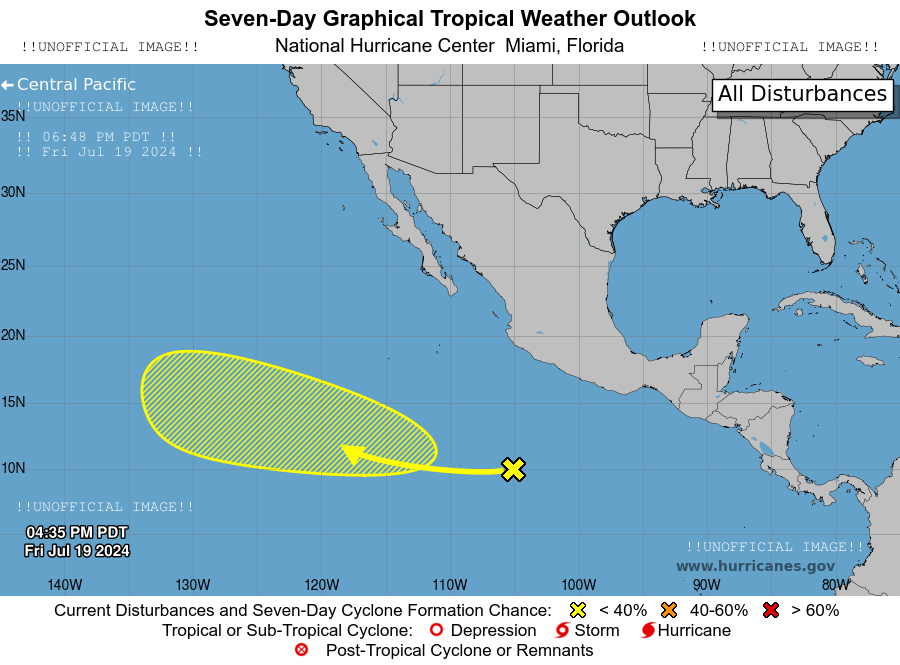 Seven-Day Graphical Tropical Weather Outlook
!!UNOFFICIAL IMAGE!! National Hurricane Center Miami, Florida !!UNOFFICIAL IMAGE!!
Central Pacific
All Disturbances
!!UNOFFICIAL IMAGE!!
35N
!! 06:48 PM PDT !!
!! Fri Jul 19 2024 !!
30N
25N
20N
15N
10N
!!UNOFFICIAL IMAGE!!
04:35 PM PDT
Fri Jul 19 2024
!!UNOFFICIAL IMAGE!!
www.hurricanes.gov
140W 130W 120W 110W 100W 90W 80W
Current Disturbances and Seven-Day Cyclone Formation Chance: < 40% 40-60% > 60%
Tropical or Sub-Tropical Cyclone: Depression Storm Hurricane
Post-Tropical Cyclone or Remnants